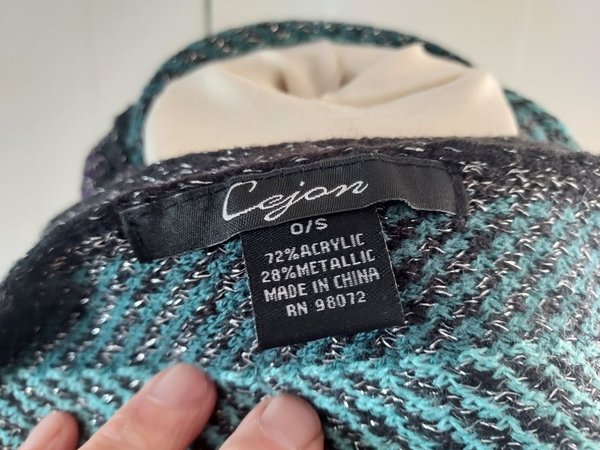 Cejon
O/S
72%ACRYLIC
28%METALLIC
MADE IN CHINA
RN 98072